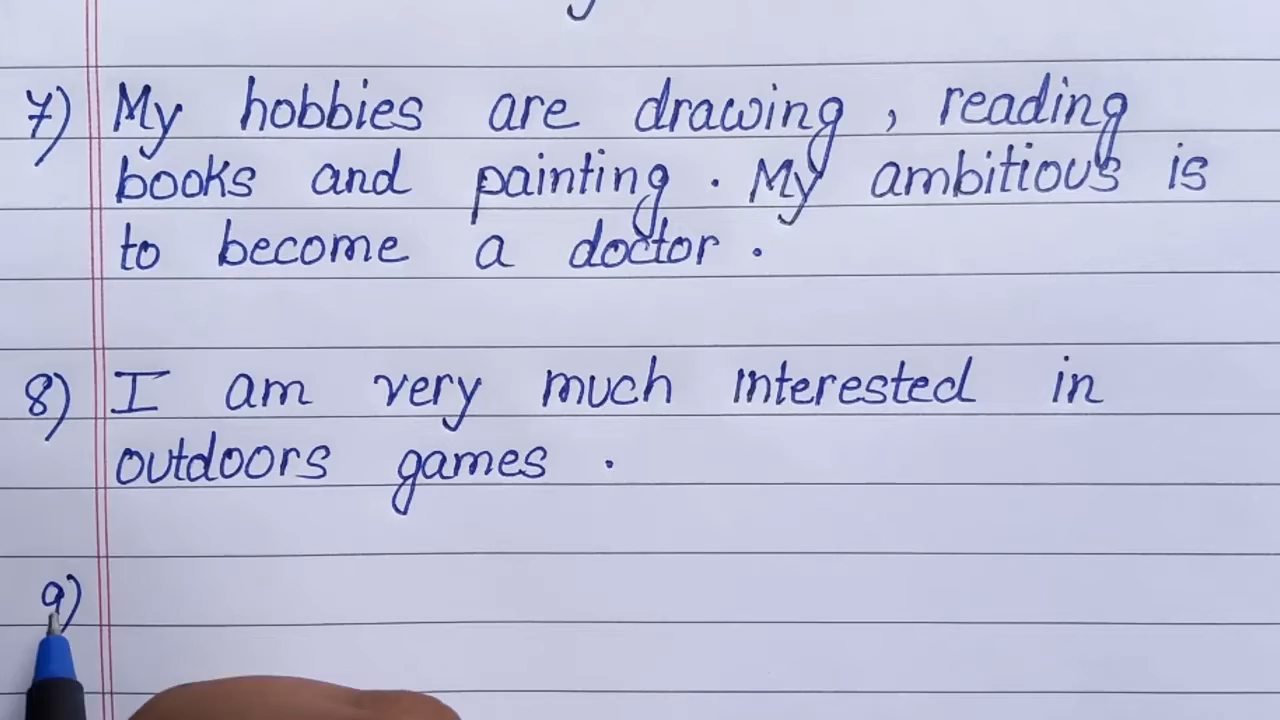 7) My hobbies are drawing, reading
books and painting. My ambitious is
to become a doctor.
8) I am very much interested in
outdoors games.
9)